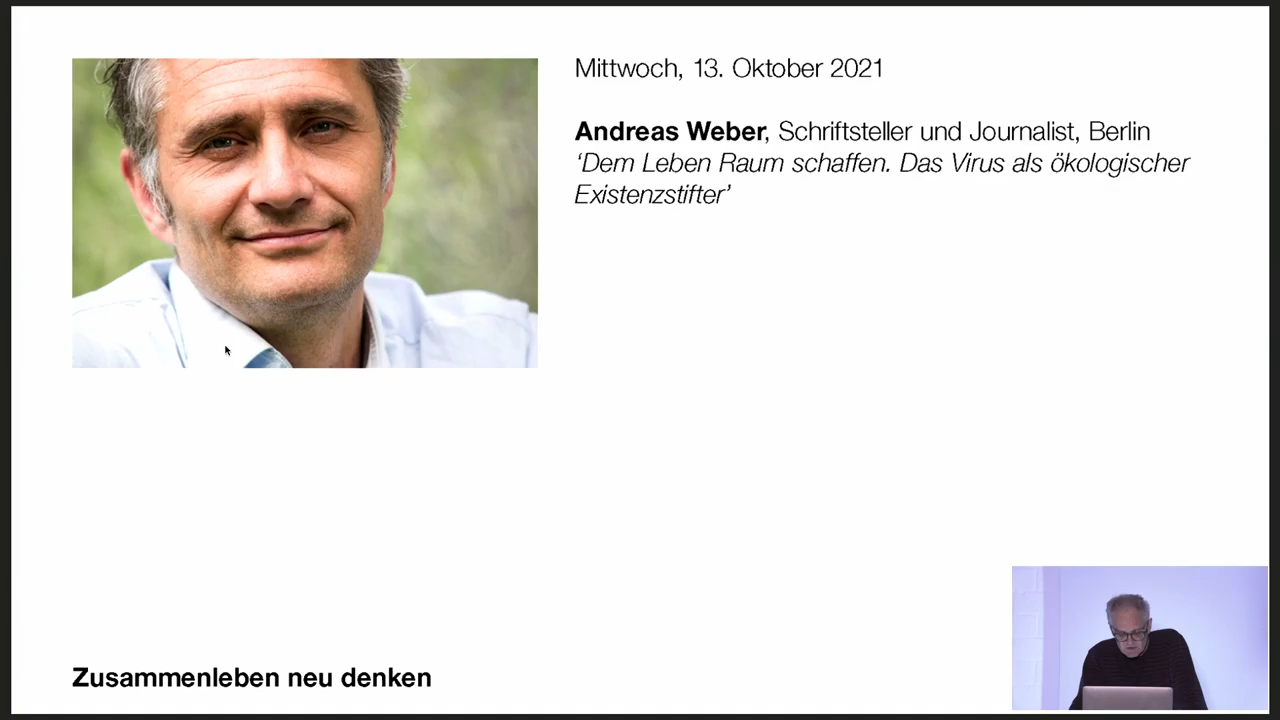 Mittwoch, 13. Oktober 2021
Andreas Weber, Schriftsteller und Journalist, Berlin
‘Dem Leben Raum schaffen. Das Virus als ökologischer
Existenzstifter’
Zusammenleben neu denken